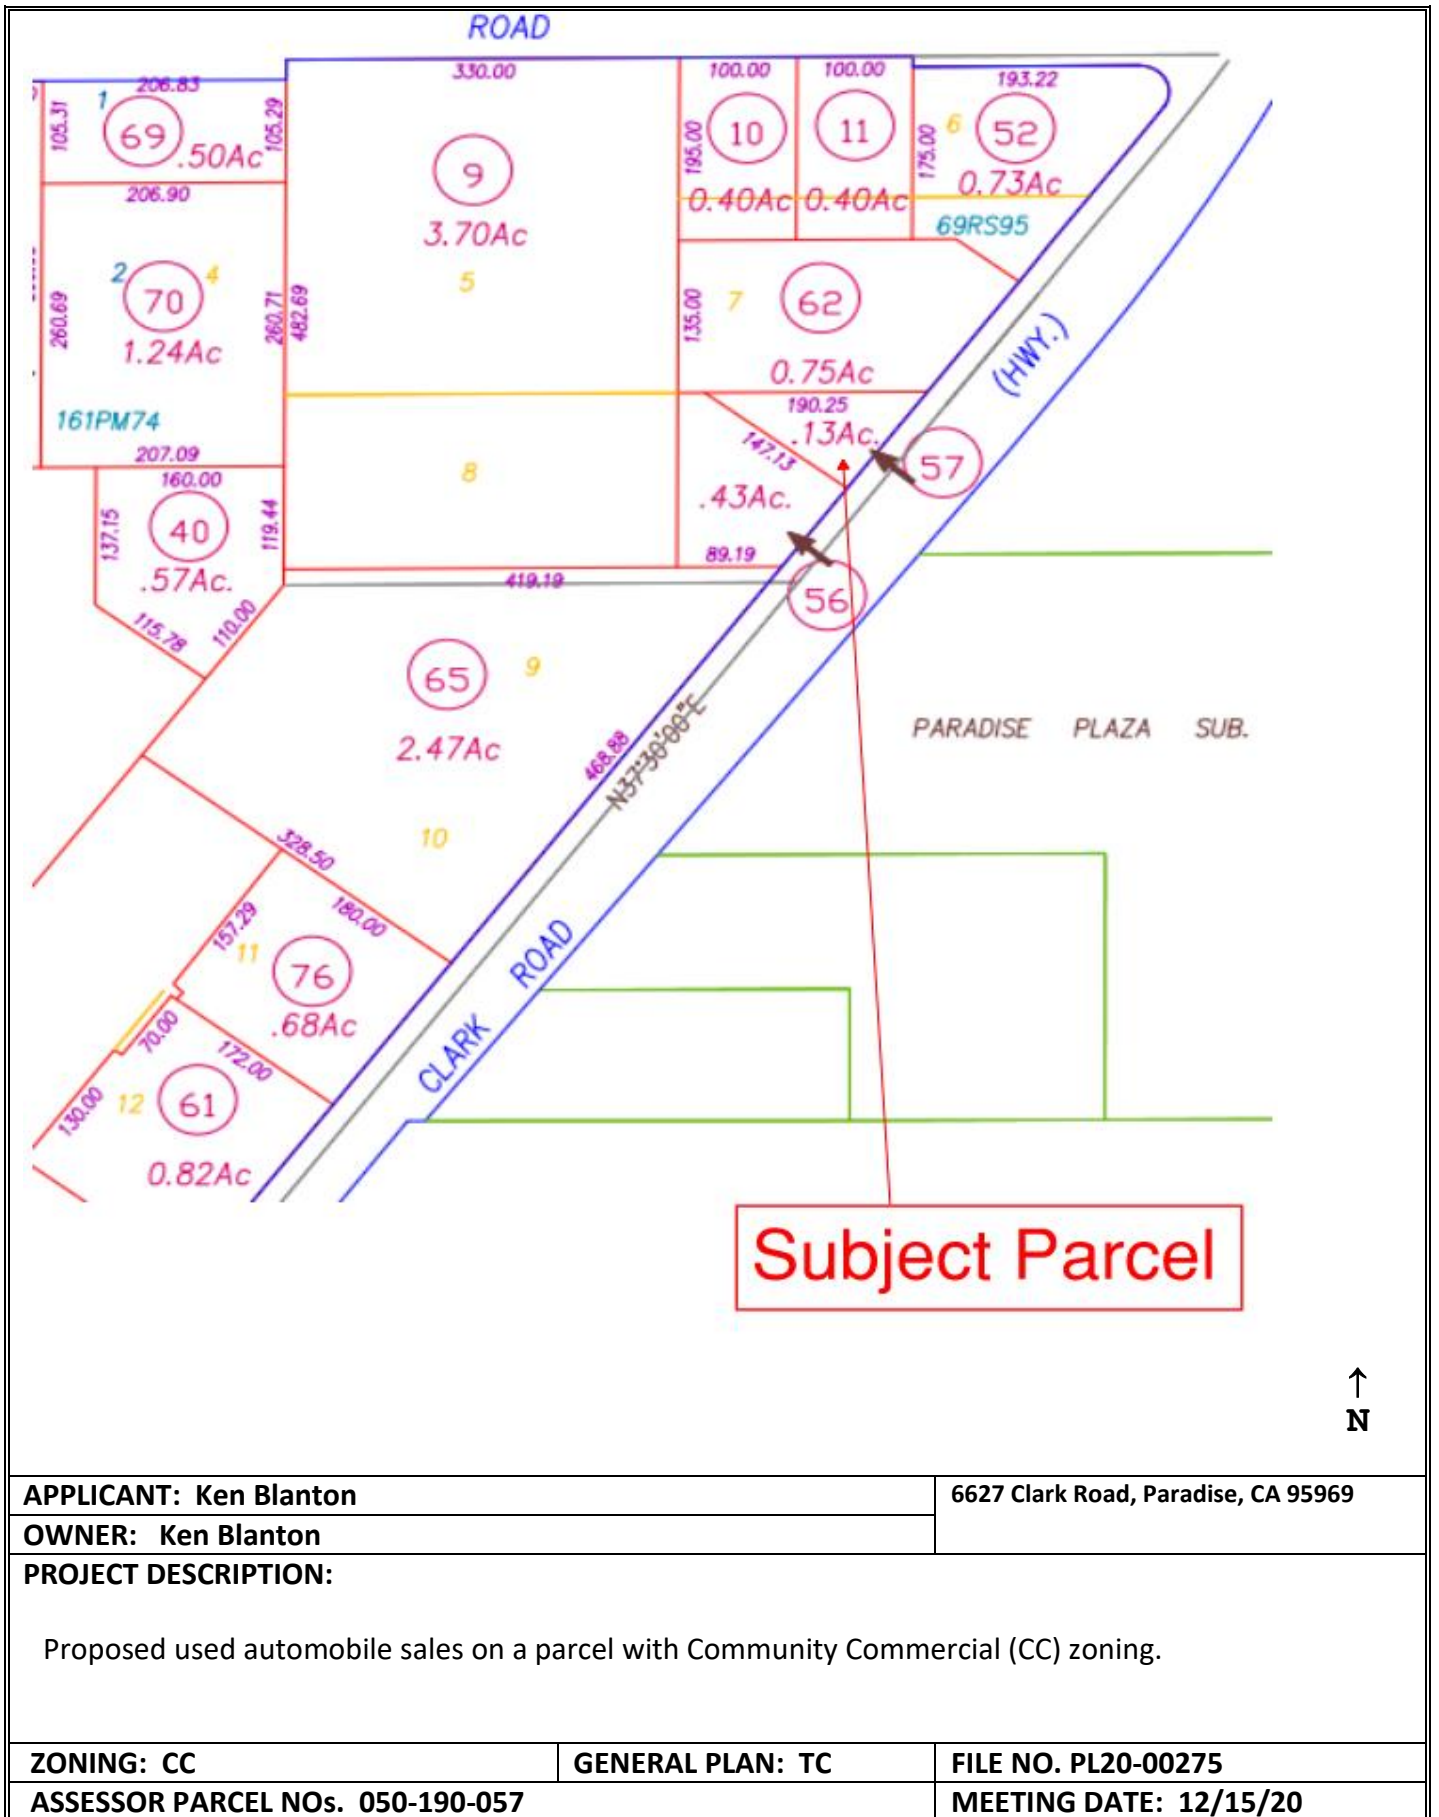 ROAD
206.83
330.00
100.00
100.00
193.22
1
69
.50Ac
105.31
105.29
9
3.70Ac
10
195.00
0.40Ac
11
0.40Ac
6
52
175.00
0.73Ac
69RS95
206.90
2
4
70
1.24Ac
260.69
260.71
482.69
5
135.00
7
62
0.75Ac
(HWY.)
161PM74
207.09
190.25
.13Ac.
147.13
57
8
.43Ac.
160.00
40
137.15
119.44
.57Ac.
89.19
419.19
56
115.78
110.00
65
9
2.47Ac
468.88
N37°30'00"E
PARADISE PLAZA SUB.
10
328.50
180.00
157.29
11
76
.68Ac
CLARK ROAD
70.00
172.00
130.00
12
61
0.82Ac
Subject Parcel
↑
N
APPLICANT: Ken Blanton
6627 Clark Road, Paradise, CA 95969
OWNER: Ken Blanton
PROJECT DESCRIPTION:
Proposed used automobile sales on a parcel with Community Commercial (CC) zoning.
ZONING: CC
GENERAL PLAN: TC
FILE NO. PL20-00275
ASSESSOR PARCEL NOs. 050-190-057
MEETING DATE: 12/15/20